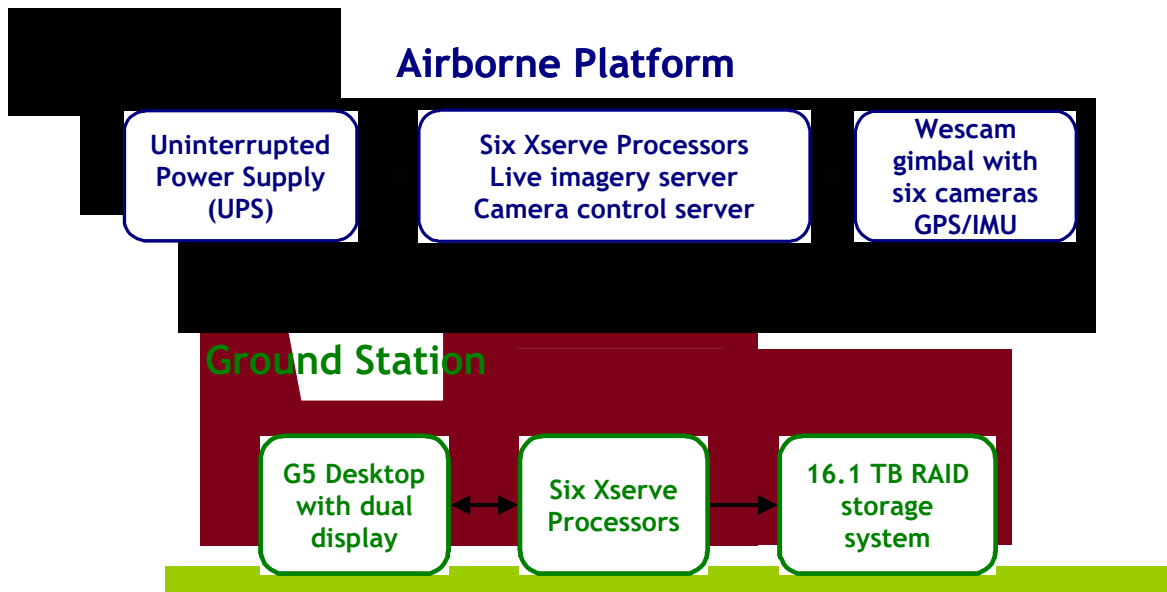 Airborne Platform
Uninterrupted
Power Supply
(UPS)
Six Xserve Processors
Live imagery server
Camera control server
Wescam
gimbal with
six cameras
GPS/IMU
Ground Station
G5 Desktop
with dual
display
Six Xserve
Processors
16.1 TB RAID
storage
system